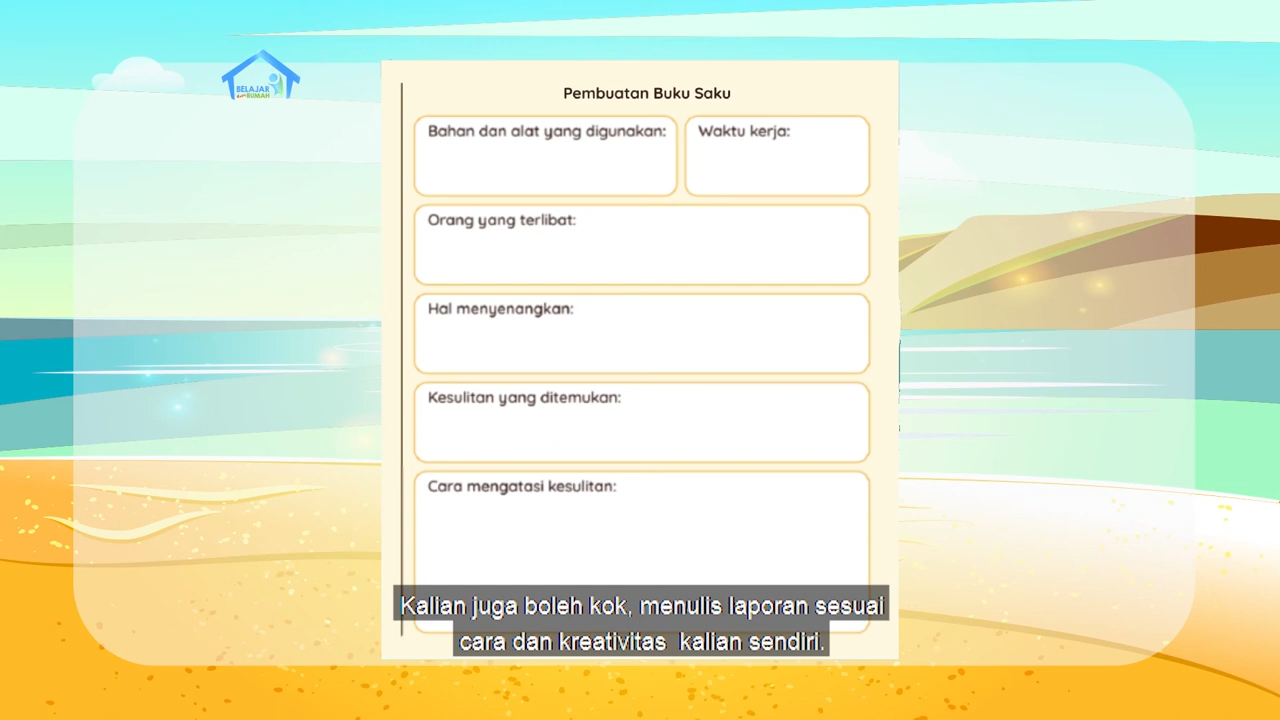 BELAJAR
dari RUMAH
Pembuatan Buku Saku
Bahan dan alat yang digunakan:
Waktu kerja:
Orang yang terlibat:
Hal menyenangkan:
Kesulitan yang ditemukan:
Cara mengatasi kesulitan:
Kalian juga boleh kok, menulis laporan sesuai
cara dan kreativitas  kalian sendiri.